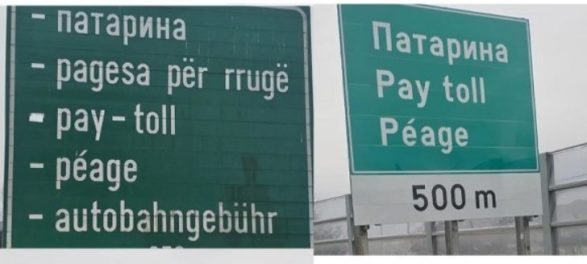 - патарина
- pagesa për rrugë
- pay-toll
- péage
- autobahngebühr
Патарина
Pay toll
Péage
500 m